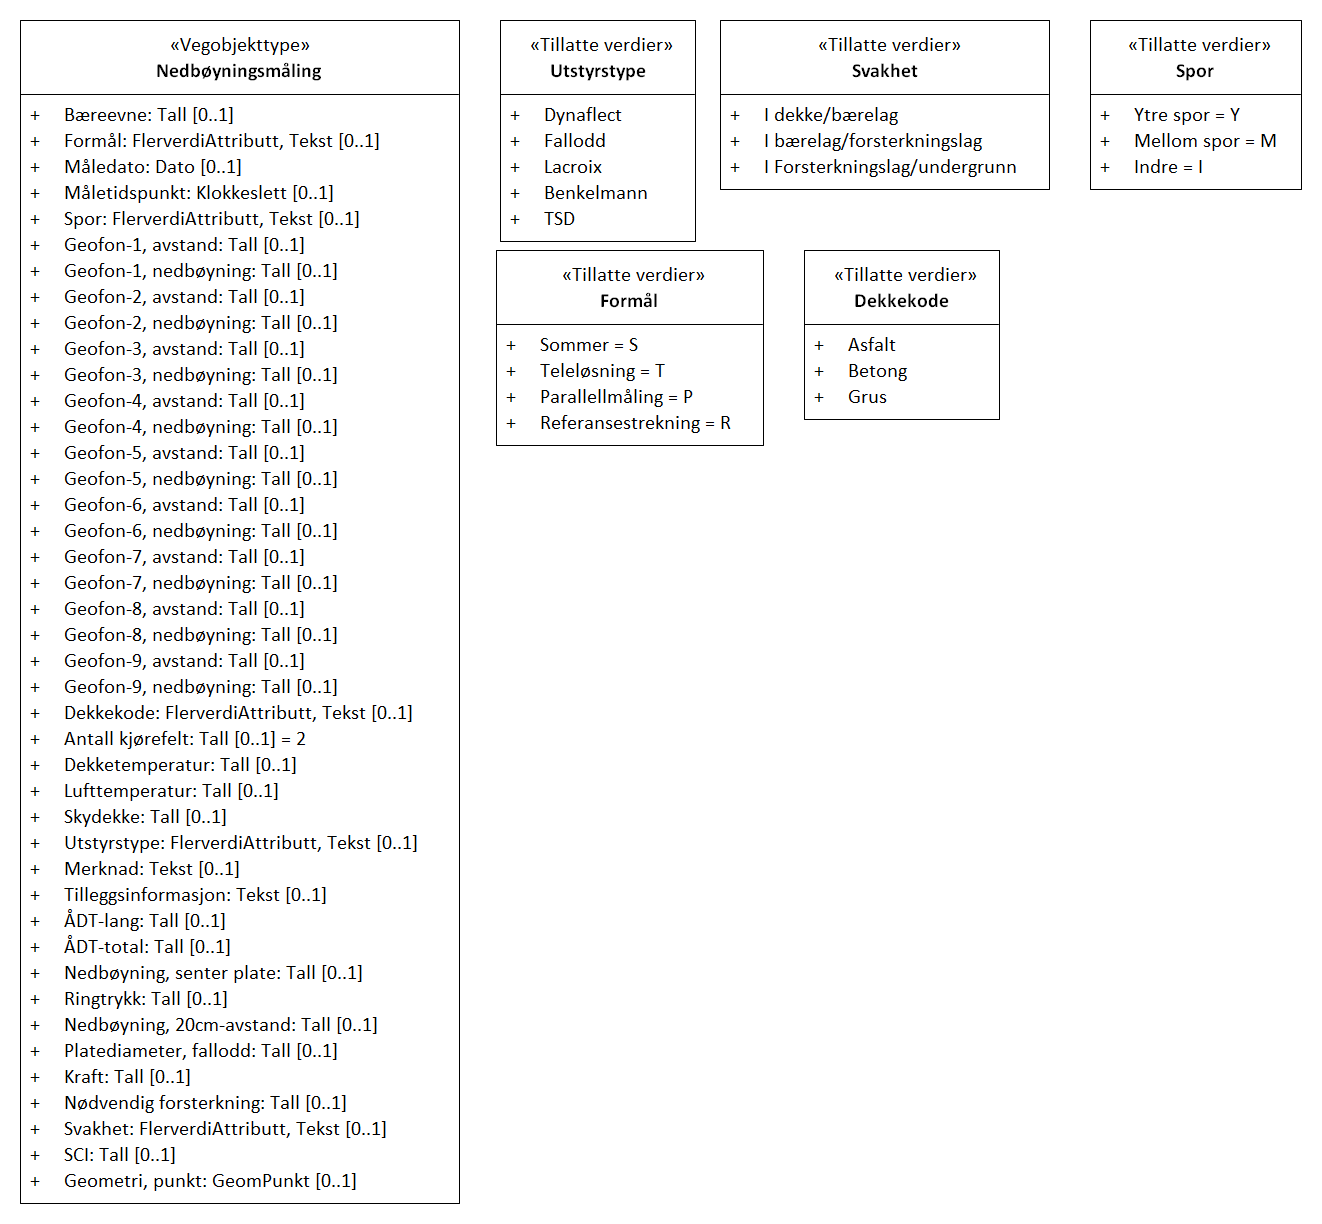 «Vegobjekttype»
Nedbøyningsmåling
+ Bæreevne: Tall [0..1]
+ Formål: FlerverdiAttributt, Tekst [0..1]
+ Måledato: Dato [0..1]
+ Måletidspunkt: Klokkeslett [0..1]
+ Spor: FlerverdiAttributt, Tekst [0..1]
+ Geofon-1, avstand: Tall [0..1]
+ Geofon-1, nedbøyning: Tall [0..1]
+ Geofon-2, avstand: Tall [0..1]
+ Geofon-2, nedbøyning: Tall [0..1]
+ Geofon-3, avstand: Tall [0..1]
+ Geofon-3, nedbøyning: Tall [0..1]
+ Geofon-4, avstand: Tall [0..1]
+ Geofon-4, nedbøyning: Tall [0..1]
+ Geofon-5, avstand: Tall [0..1]
+ Geofon-5, nedbøyning: Tall [0..1]
+ Geofon-6, avstand: Tall [0..1]
+ Geofon-6, nedbøyning: Tall [0..1]
+ Geofon-7, avstand: Tall [0..1]
+ Geofon-7, nedbøyning: Tall [0..1]
+ Geofon-8, avstand: Tall [0..1]
+ Geofon-8, nedbøyning: Tall [0..1]
+ Geofon-9, avstand: Tall [0..1]
+ Geofon-9, nedbøyning: Tall [0..1]
+ Dekkekode: FlerverdiAttributt, Tekst [0..1]
+ Antall kjørefelt: Tall [0..1] = 2
+ Dekketemperatur: Tall [0..1]
+ Lufttemperatur: Tall [0..1]
+ Skydekke: Tall [0..1]
+ Utstyrstype: FlerverdiAttributt, Tekst [0..1]
+ Merknad: Tekst [0..1]
+ Tilleggsinformasjon: Tekst [0..1]
+ ÅDT-lang: Tall [0..1]
+ ÅDT-total: Tall [0..1]
+ Nedbøyning, senter plate: Tall [0..1]
+ Ringtrykk: Tall [0..1]
+ Nedbøyning, 20cm-avstand: Tall [0..1]
+ Platediameter, fallodd: Tall [0..1]
+ Kraft: Tall [0..1]
+ Nødvendig forsterkning: Tall [0..1]
+ Svakhet: FlerverdiAttributt, Tekst [0..1]
+ SCI: Tall [0..1]
+ Geometri, punkt: GeomPunkt [0..1]
«Tillatte verdier»
Utstyrstype
+ Dynaflect
+ Fallodd
+ Lacroix
+ Benkelmann
+ TSD
«Tillatte verdier»
Svakhet
+ I dekke/bærelag
+ I bærelag/forsterkningslag
+ I Forsterkningslag/undergrunn
«Tillatte verdier»
Spor
+ Ytre spor = Y
+ Mellom spor = M
+ Indre = I
«Tillatte verdier»
Formål
+ Sommer = S
+ Teleløsning = T
+ Parallellmåling = P
+ Referansestrekning = R
«Tillatte verdier»
Dekkekode
+ Asfalt
+ Betong
+ Grus